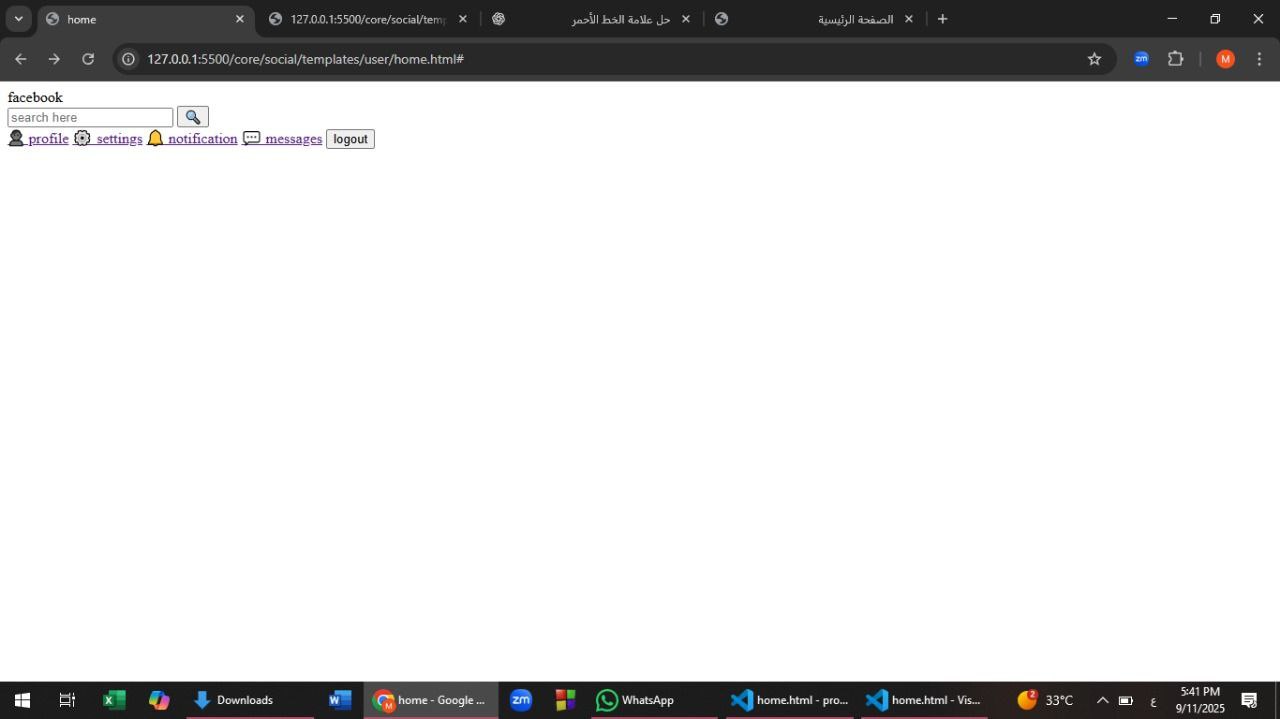 home
127.0.0.1:5500/core/social/temp
حل علامة الخط الأحمر
الصفحة الرئيسية
127.0.0.1:5500/core/social/templates/user/home.html#
zm
M
facebook
search here
profile settings notification messages logout
Downloads
home - Google ...
zm
WhatsApp
home.html - pro...
home.html - Vis...
2
33°C
ع
5:41 PM
9/11/2025